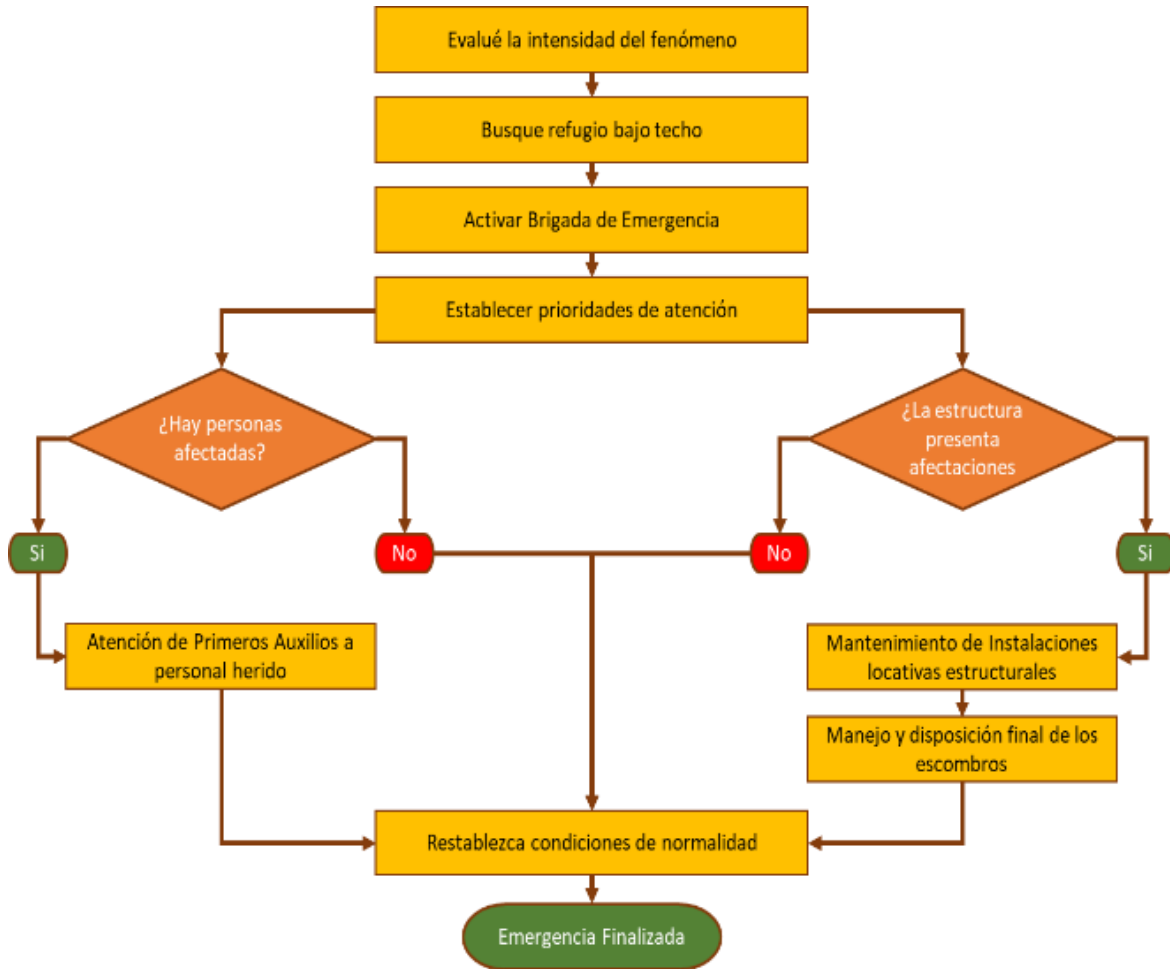 Evalué la intensidad del fenómeno
Busque refugio bajo techo
Activar Brigada de Emergencia
Establecer prioridades de atención
¿Hay personas
afectadas?
¿La estructura
presenta
afectaciones
Si
No
No
Si
Atención de Primeros Auxilios a
personal herido
Mantenimiento de Instalaciones
locativas estructurales
Manejo y disposición final de los
escombros
Restablezca condiciones de normalidad
Emergencia Finalizada